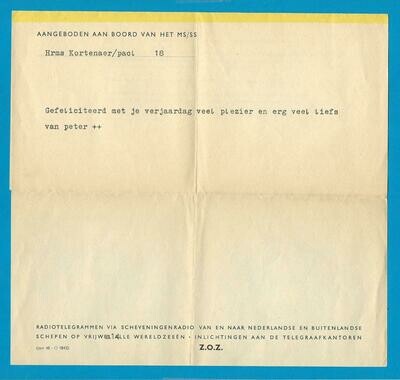 AANGEBODEN AAN BOORD VAN HET MS/SS
Hrms Kortenaer/pact 18
Gefeliciteerd met je verjaardag veel plezier en erg veel liefs
van peter ++
RADIOTELEGRAMMEN VIA SCHEVENINGENRADIO VAN EN NAAR NEDERLANDSE EN BUITENLANDSE
SCHEPEN OP VRIJWEL ALLE WERELDZEEËN • INLICHTINGEN AAN DE TELEGRAAFKANTOREN
Z.O.Z.